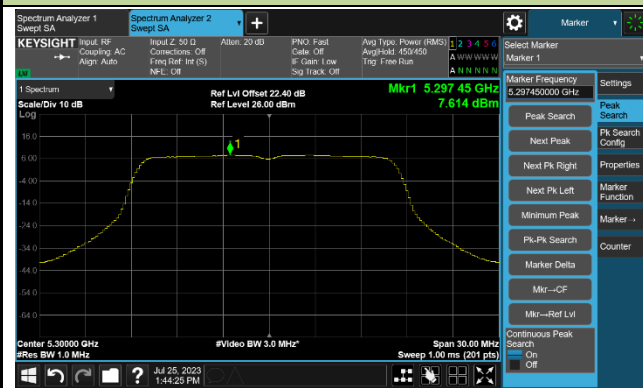 Spectrum Analyzer 1
Swept SA
Spectrum Analyzer 2
Swept SA
+
Marker
KEYSIGHT
Input: RF
Coupling: AC
Align: Auto
Input Z: 50 Ω
Corrections: Off
Freq Ref: Int (S)
NFE: Off
Atten: 20 dB
PNO: Fast
Gate: Off
IF Gain: Low
Sig Track: Off
Avg Type: Power (RMS)
Avg|Hold: 450/450
Trig: Free Run
1 2 3 4 5 6
A W W W W W
A N N N N N
LXI
Select Marker
Marker 1
1 Spectrum
Scale/Div 10 dB
Log
Ref Lvl Offset 22.40 dB
Ref Level 26.00 dBm
Mkr1 5.297 45 GHz
7.614 dBm
16.0
6.00
-4.00
-14.0
-24.0
-34.0
-44.0
-54.0
-64.0
1
Center 5.30000 GHz
#Res BW 1.0 MHz
#Video BW 3.0 MHz*
Span 30.00 MHz
Sweep 1.00 ms (201 pts)
Marker Frequency
5.297450000 GHz
Peak Search
Next Peak
Next Pk Right
Next Pk Left
Minimum Peak
Pk-Pk Search
Marker Delta
Mkr→CF
Mkr→Ref Lvl
Continuous Peak
Search
On
Off
Settings
Peak
Search
Pk Search
Config
Properties
Marker
Function
Marker→
Counter
?
Jul 25, 2023
1:44:25 PM